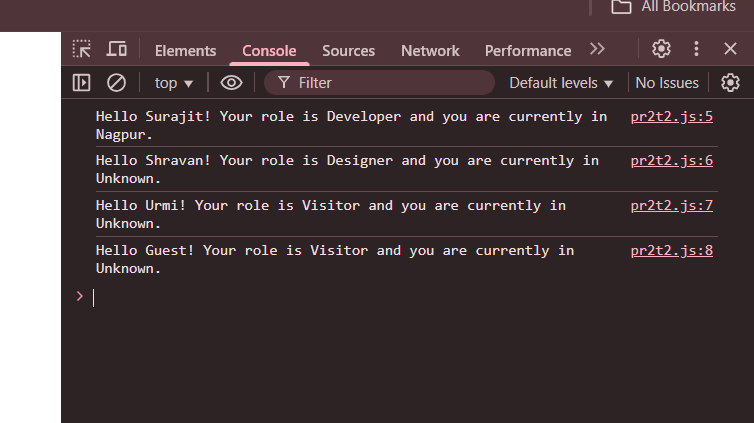 All Bookmarks
Elements Console Sources Network Performance
top Filter Default levels No Issues
Hello Surajit! Your role is Developer and you are currently in pr2t2.js:5
Nagpur.
Hello Shravan! Your role is Designer and you are currently in pr2t2.js:6
Unknown.
Hello Urmi! Your role is Visitor and you are currently in pr2t2.js:7
Unknown.
Hello Guest! Your role is Visitor and you are currently in pr2t2.js:8
Unknown.